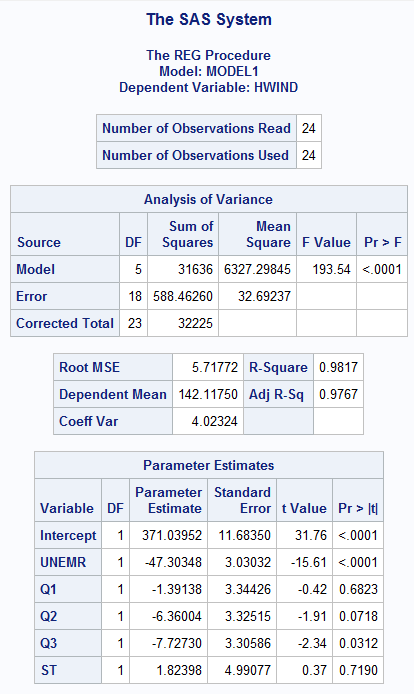 The SAS System
The REG Procedure
Model: MODEL1
Dependent Variable: HWIND
Number of Observations Read 24
Number of Observations Used 24
Analysis of Variance
Source DF Sum of Squares Mean Square F Value Pr > F
Model 5 31636 6327.29845 193.54 <.0001
Error 18 588.46260 32.69237
Corrected Total 23 32225
Root MSE 5.71772 R-Square 0.9817
Dependent Mean 142.11750 Adj R-Sq 0.9767
Coeff Var 4.02324
Parameter Estimates
Variable DF Parameter Estimate Standard Error t Value Pr > |t|
Intercept 1 371.03952 11.68350 31.76 <.0001
UNEMR 1 -47.30348 3.03032 -15.61 <.0001
Q1 1 -1.39138 3.34426 -0.42 0.6823
Q2 1 -6.36004 3.32515 -1.91 0.0718
Q3 1 -7.72730 3.30586 -2.34 0.0312
ST 1 1.82398 4.99077 0.37 0.7190